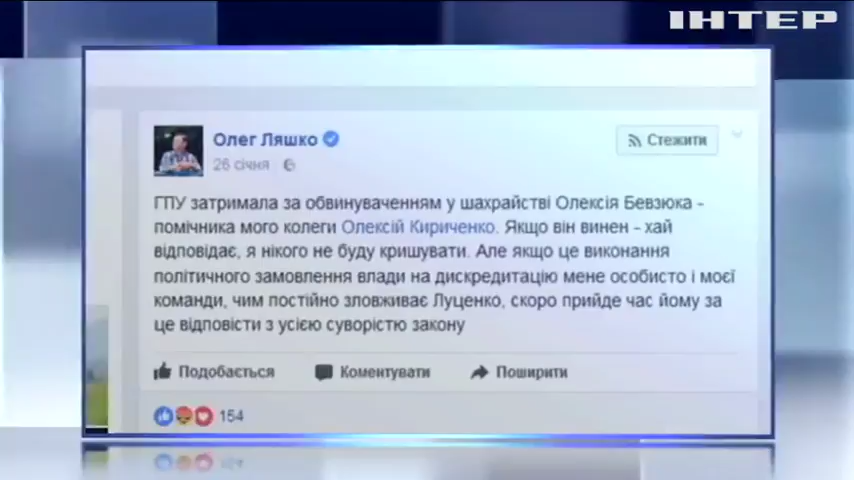 ІНТЕР
Олег Ляшко
Стежити
26 січня
ГПУ затримала за обвинуваченням у шахрайстві Олексія Бевзюка -
помічника мого колеги Олексій Кириченко. Якщо він винен - хай
відповідає, я нікого не буду кришувати. Але якщо це виконання
політичного замовлення влади на дискредитацію мене особисто і моєї
команди, чим постійно зловживає Луценко, скоро прийде час йому за
це відповісти з усією суворістю закону
Подобається Коментувати Поширити
154